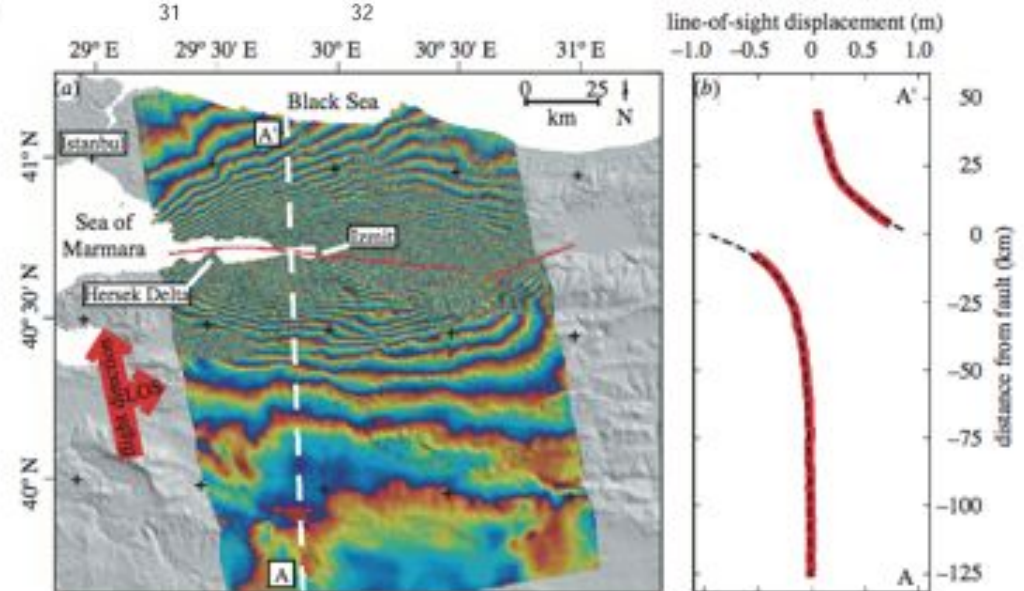 31 32
line-of-sight displacement (m)
29° E 29° 30' E 30° E 30° 30' E 31° E
−1.0 −0.5 0 0.5 1.0
(a)
Black Sea
0 25
km
N
A'
Istanbul
41° N
Sea of
Marmara
Izmit
Hersek Delta
40° 30' N
flight direction
LOS
40° N
A
(b)
A'
50
25
0
−25
−50
−75
−100
−125
A
distance from fault (km)